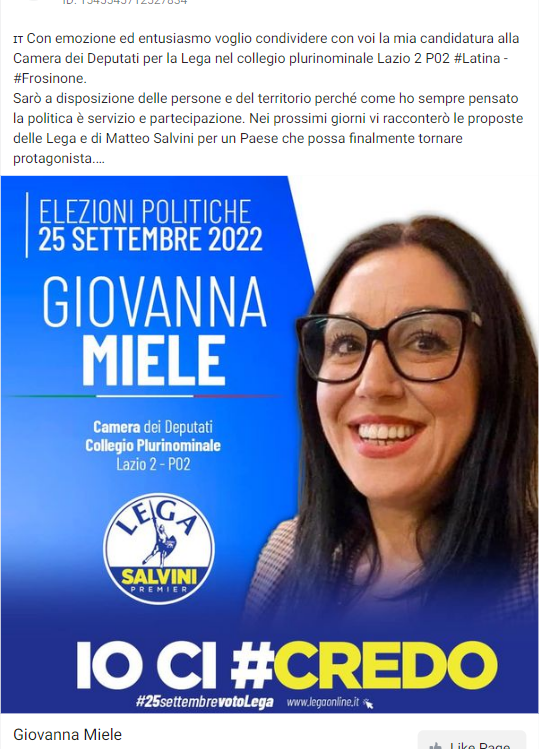 IT Con emozione ed entusiasmo voglio condividere con voi la mia candidatura alla
Camera dei Deputati per la Lega nel collegio plurinominale Lazio 2 P02 #Latina -
#Frosinone.
Sarò a disposizione delle persone e del territorio perché come ho sempre pensato
la politica è servizio e partecipazione. Nei prossimi giorni vi racconterò le proposte
delle Lega e di Matteo Salvini per un Paese che possa finalmente tornare
protagonista....
ELEZIONI POLITICHE
25 SETTEMBRE 2022
GIOVANNA
MIELE
Camera dei Deputati
Collegio Plurinominale
Lazio 2 - P02
LEGA
SALVINI
PREMIER
IO CI #CREDO
#25settembrevotoLega www.legaonline.it
Giovanna Miele
Like Page